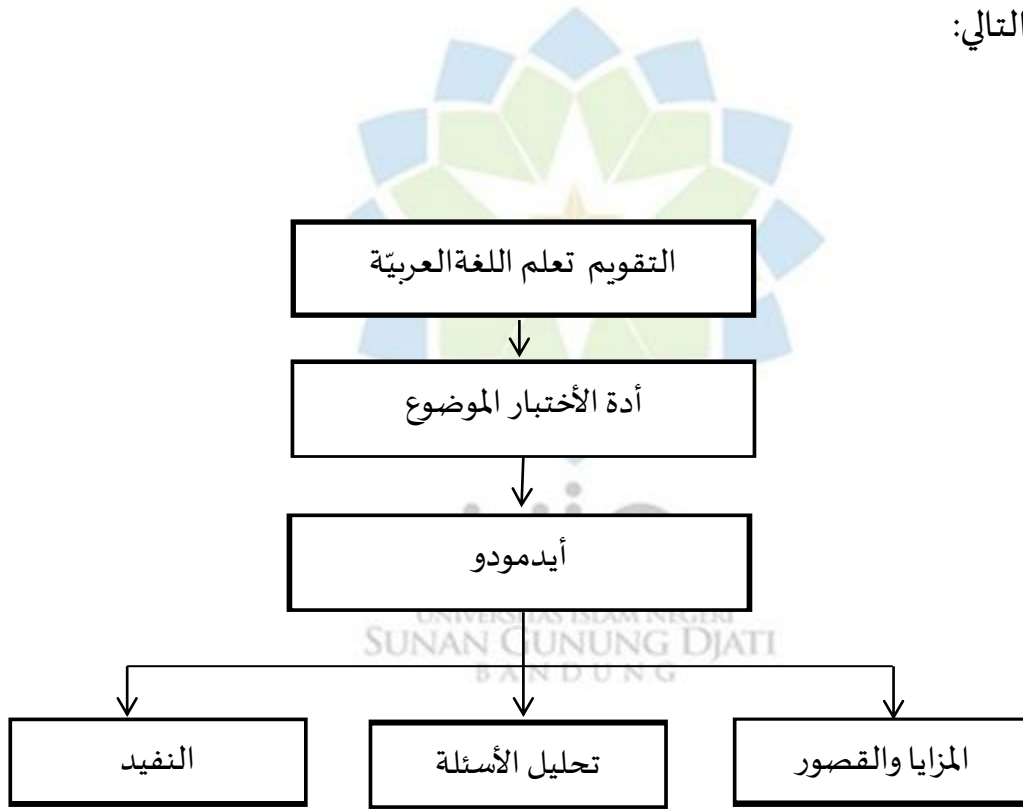 التالي:
التقويم تعلم اللغةالعربيّة
أدة الأختبار الموضوع
أيدمودو
UNIVERSITAS ISLAM NEGERI
SUNAN GUNUNG DJATI
BANDUNG
المزايا والقصور
تحليل الأسئلة
النفيد